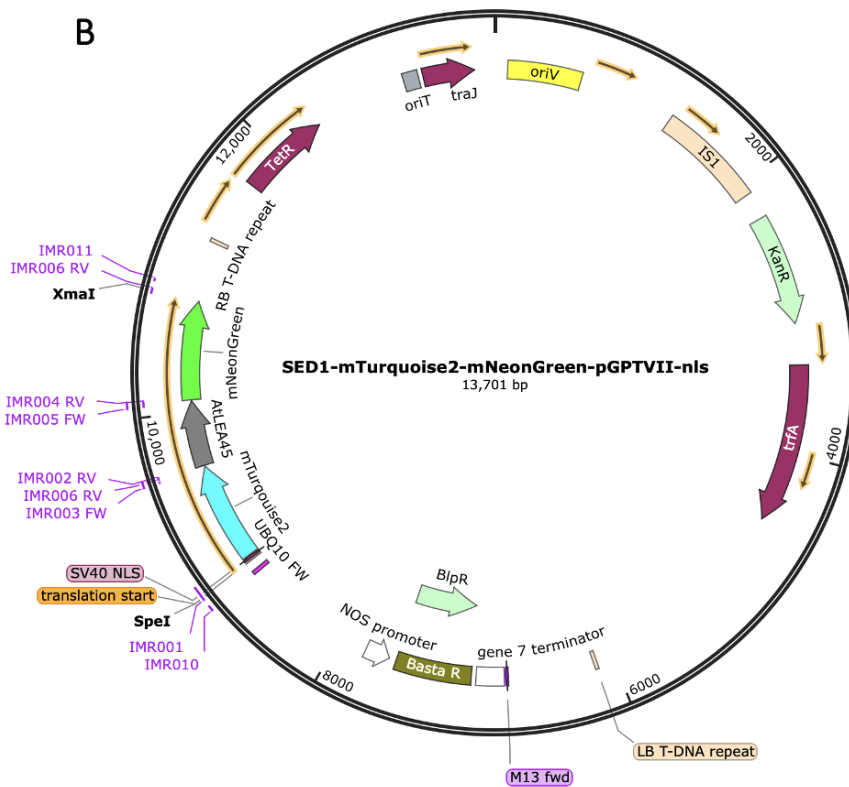 B
oriT
traJ
oriV
IS1
2000
KanR
trfA
4000
12,000
TetR
RB T-DNA repeat
IMR011
IMR006 RV
XmaI
mNeonGreen
SED1-mTurquoise2-mNeonGreen-pGPTVII-nls
13,701 bp
IMR004 RV
IMR005 FW
10,000
AtLEA45
mTurqouise2
IMR002 RV
IMR006 RV
IMR003 FW
UBQ10 FW
SV40 NLS
translation start
SpeI
IMR001
IMR010
BlpR
NOS promoter
gene 7 terminator
Basta R
8000
6000
LB T-DNA repeat
M13 fwd